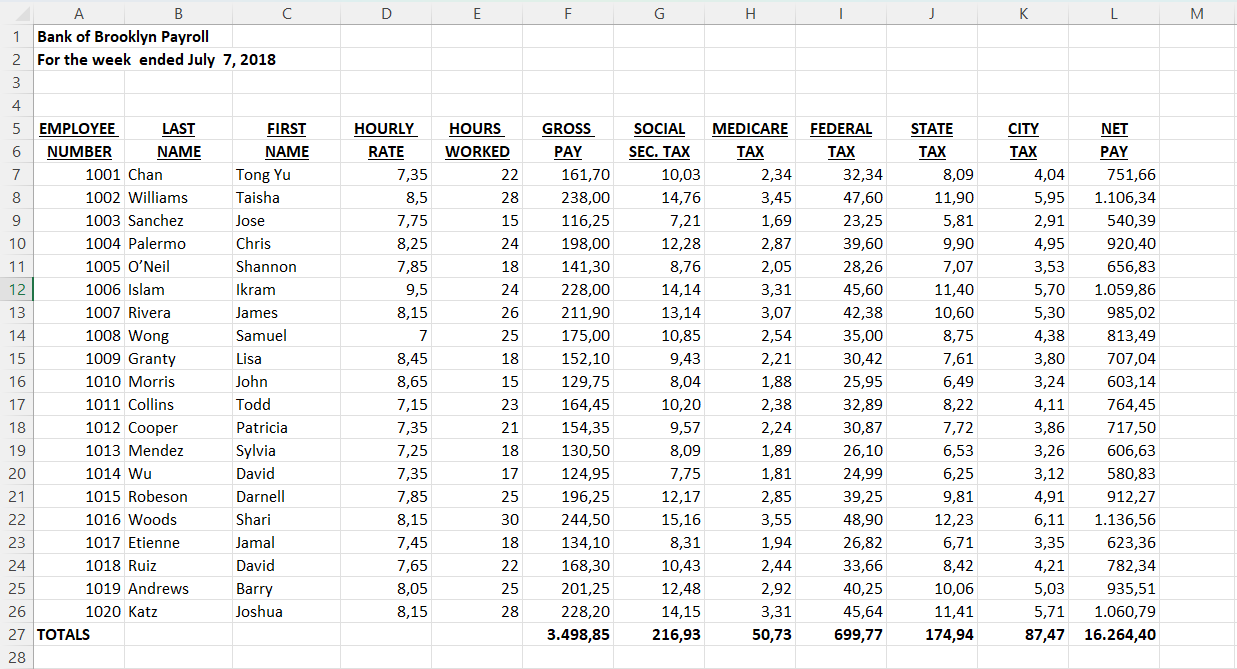 A B C D E F G H I J K L M
1 Bank of Brooklyn Payroll
2 For the week ended July 7, 2018
3
4
5 EMPLOYEE LAST FIRST HOURLY HOURS GROSS SOCIAL MEDICARE FEDERAL STATE CITY NET
6 NUMBER NAME NAME RATE WORKED PAY SEC. TAX TAX TAX TAX TAX PAY
7 1001 Chan Tong Yu 7,35 22 161,70 10,03 2,34 32,34 8,09 4,04 751,66
8 1002 Williams Taisha 8,5 28 238,00 14,76 3,45 47,60 11,90 5,95 1.106,34
9 1003 Sanchez Jose 7,75 15 116,25 7,21 1,69 23,25 5,81 2,91 540,39
10 1004 Palermo Chris 8,25 24 198,00 12,28 2,87 39,60 9,90 4,95 920,40
11 1005 O’Neil Shannon 7,85 18 141,30 8,76 2,05 28,26 7,07 3,53 656,83
12 1006 Islam Ikram 9,5 24 228,00 14,14 3,31 45,60 11,40 5,70 1.059,86
13 1007 Rivera James 8,15 26 211,90 13,14 3,07 42,38 10,60 5,30 985,02
14 1008 Wong Samuel 7 25 175,00 10,85 2,54 35,00 8,75 4,38 813,49
15 1009 Granty Lisa 8,45 18 152,10 9,43 2,21 30,42 7,61 3,80 707,04
16 1010 Morris John 8,65 15 129,75 8,04 1,88 25,95 6,49 3,24 603,14
17 1011 Collins Todd 7,15 23 164,45 10,20 2,38 32,89 8,22 4,11 764,45
18 1012 Cooper Patricia 7,35 21 154,35 9,57 2,24 30,87 7,72 3,86 717,50
19 1013 Mendez Sylvia 7,25 18 130,50 8,09 1,89 26,10 6,53 3,26 606,63
20 1014 Wu David 7,35 17 124,95 7,75 1,81 24,99 6,25 3,12 580,83
21 1015 Robeson Darnell 7,85 25 196,25 12,17 2,85 39,25 9,81 4,91 912,27
22 1016 Woods Shari 8,15 30 244,50 15,16 3,55 48,90 12,23 6,11 1.136,56
23 1017 Etienne Jamal 7,45 18 134,10 8,31 1,94 26,82 6,71 3,35 623,36
24 1018 Ruiz David 7,65 22 168,30 10,43 2,44 33,66 8,42 4,21 782,34
25 1019 Andrews Barry 8,05 25 201,25 12,48 2,92 40,25 10,06 5,03 935,51
26 1020 Katz Joshua 8,15 28 228,20 14,15 3,31 45,64 11,41 5,71 1.060,79
27 TOTALS 3.498,85 216,93 50,73 699,77 174,94 87,47 16.264,40
28